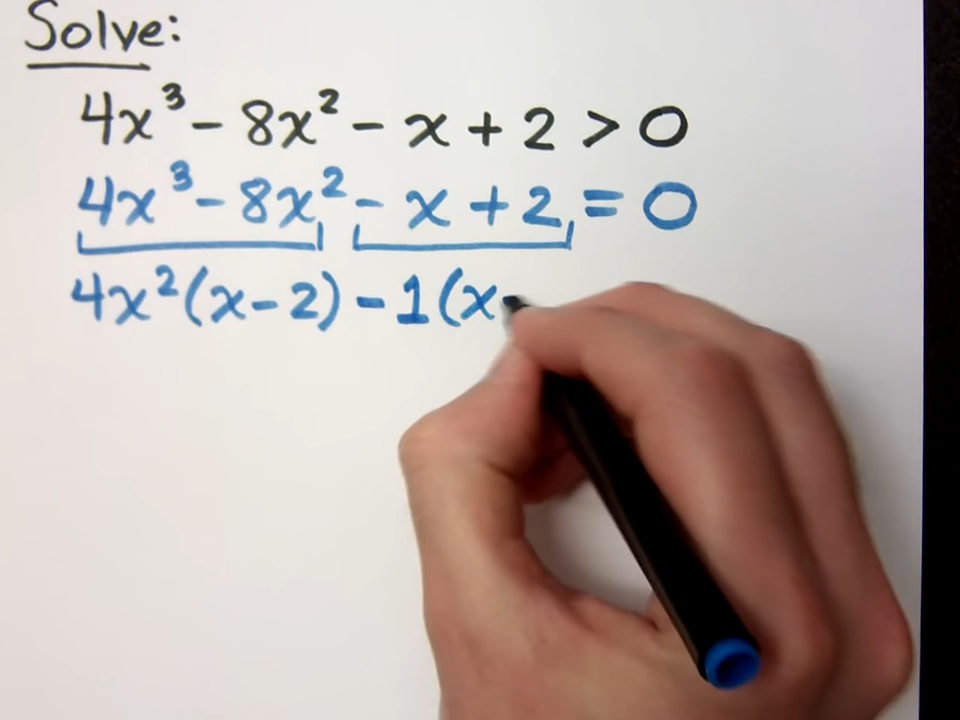 Solve:
4x³ - 8x² - x + 2 > 0
4x³ - 8x² - x + 2 = 0
4x²(x-2) - 1(x